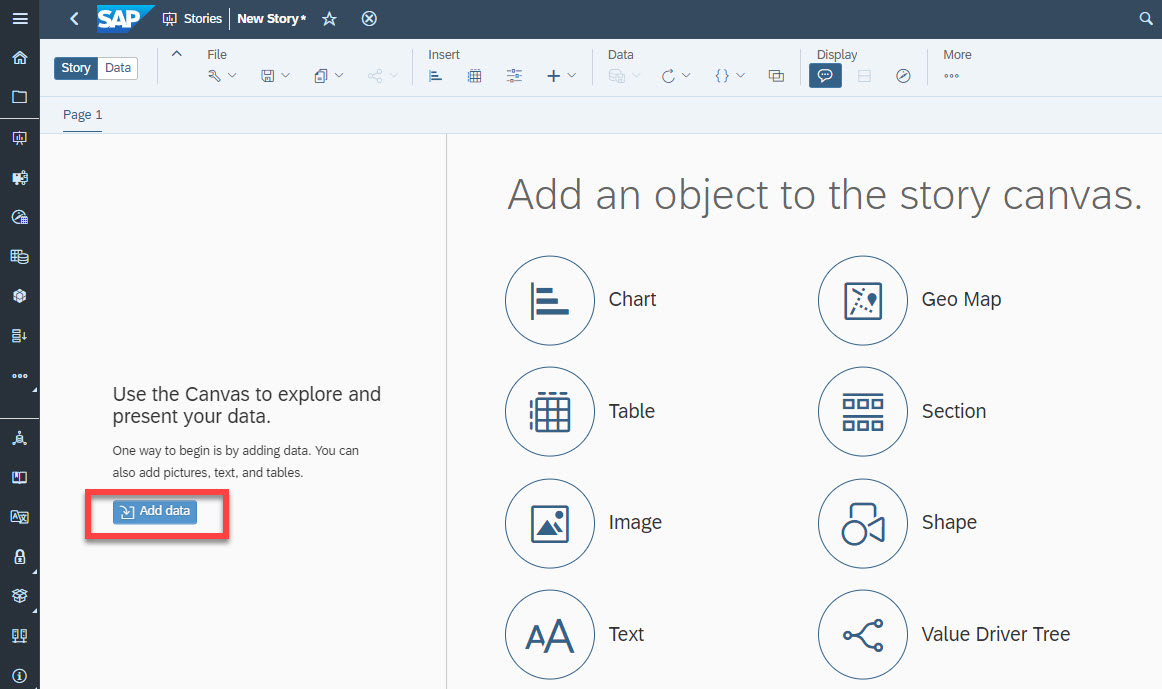 SAP Stories New Story*
File Insert Data Display More
Story Data
Page 1
Add an object to the story canvas.
Chart Geo Map
Use the Canvas to explore and
present your data.
Table Section
One way to begin is by adding data. You can
also add pictures, text, and tables.
Add data
Image Shape
Text Value Driver Tree